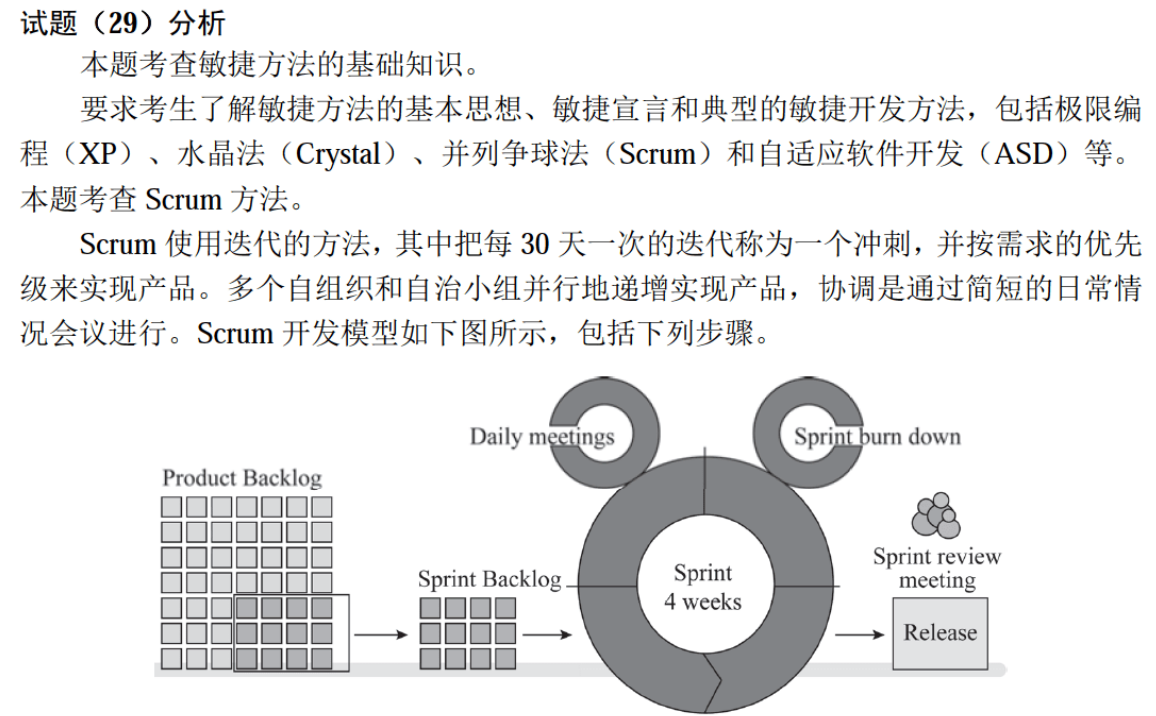 试题（29）分析
本题考查敏捷方法的基础知识。
要求考生了解敏捷方法的基本思想、敏捷宣言和典型的敏捷开发方法，包括极限编
程（XP）、水晶法（Crystal）、并列争球法（Scrum）和自适应软件开发（ASD）等。
本题考查 Scrum 方法。
Scrum 使用迭代的方法，其中把每 30 天一次的迭代称为一个冲刺，并按需求的优先
级来实现产品。多个自组织和自治小组并行地递增实现产品，协调是通过简短的日常情
况会议进行。Scrum 开发模型如下图所示，包括下列步骤。
Daily meetings
Sprint burn down
Product Backlog
Sprint Backlog
Sprint
4 weeks
Sprint review
meeting
Release